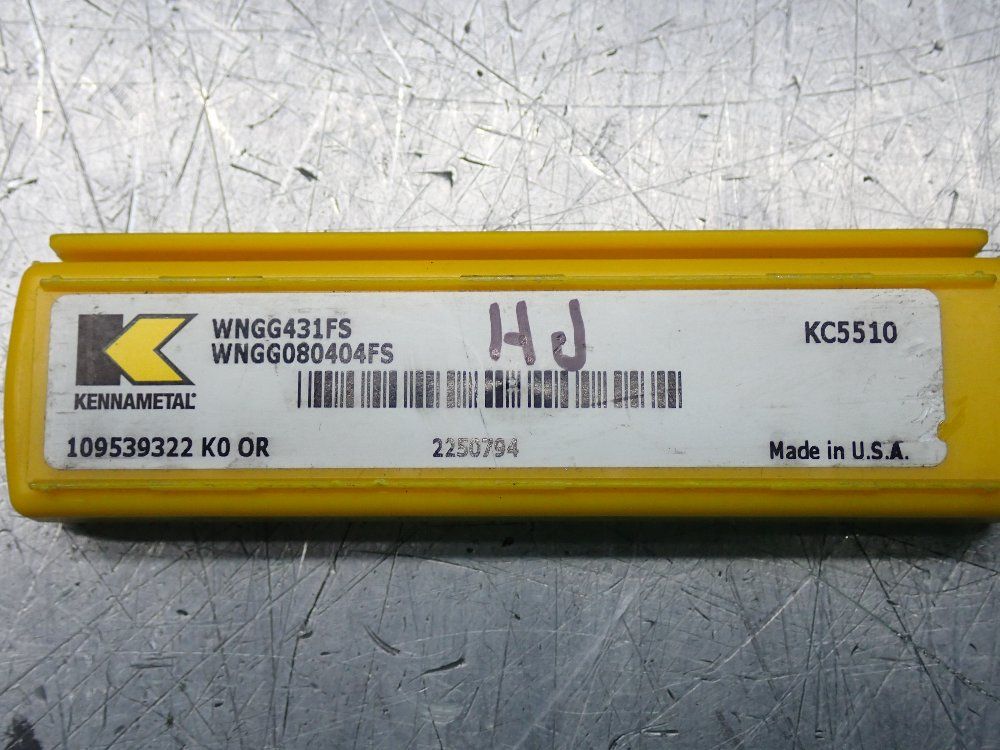 WNGG431FS
WNGG080404FS
HJ
KC5510
KENNAMETAL
109539322 K0 OR
2250794
Made in U.S.A.